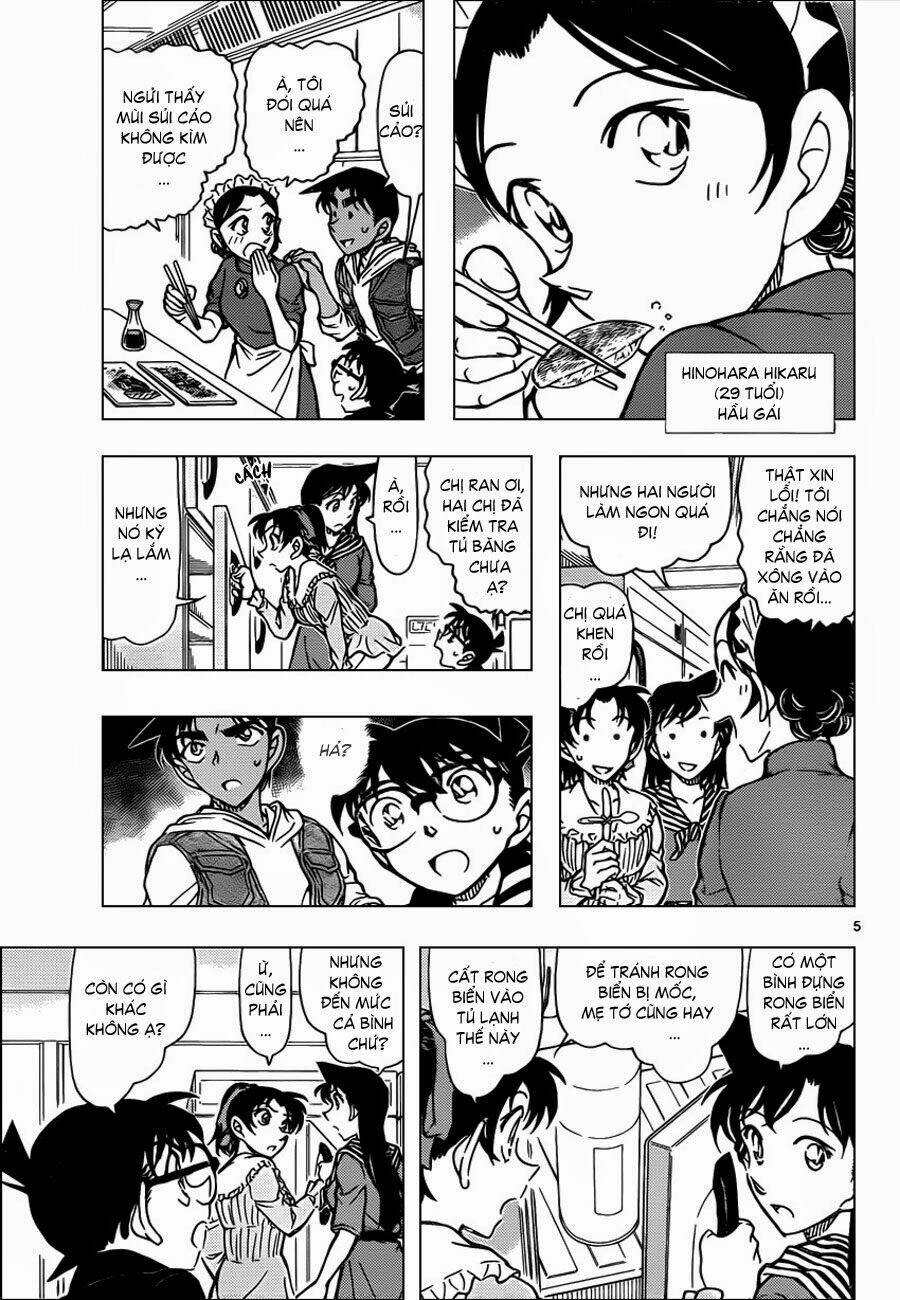 HINOHARA HIKARU
(29 TUỔI)
HẦU GÁI
SỦI
CẢO?
À, TÔI
ĐÓI QUÁ
NÊN
...
NGỬI THẤY
MÙI SỦI CẢO
KHÔNG KÌM
ĐƯỢC
...
THẬT XIN
LỖI! TÔI
CHẲNG NÓI
CHẲNG
RẰNG ĐÃ
XÔNG VÀO
ĂN RỒI...
NHƯNG HAI NGƯỜI
LÀM NGON QUÁ
ĐI!
CHỊ QUÁ
KHEN
RỒI
...
CHỊ RAN ƠI,
HAI CHỊ ĐÃ
KIỂM TRA
TỦ BĂNG
CHƯA
Ạ?
À,
RỒI
...
CÁCH
NHƯNG
NÓ KỲ
LẠ LẮM
...
HẢ?
5
CÓ MỘT
BÌNH ĐỰNG
RONG BIỂN
RẤT LỚN
...
ĐỂ TRÁNH RONG
BIỂN BỊ MỐC,
MẸ TỚ CŨNG HAY
...
CẤT RONG
BIỂN VÀO
TỦ LẠNH
THẾ NÀY
...
NHƯNG
KHÔNG
ĐẾN MỨC
CẢ BÌNH
CHỨ?
Ừ,
CŨNG
PHẢI
...
CÒN CÓ GÌ
KHÁC
KHÔNG Ạ?